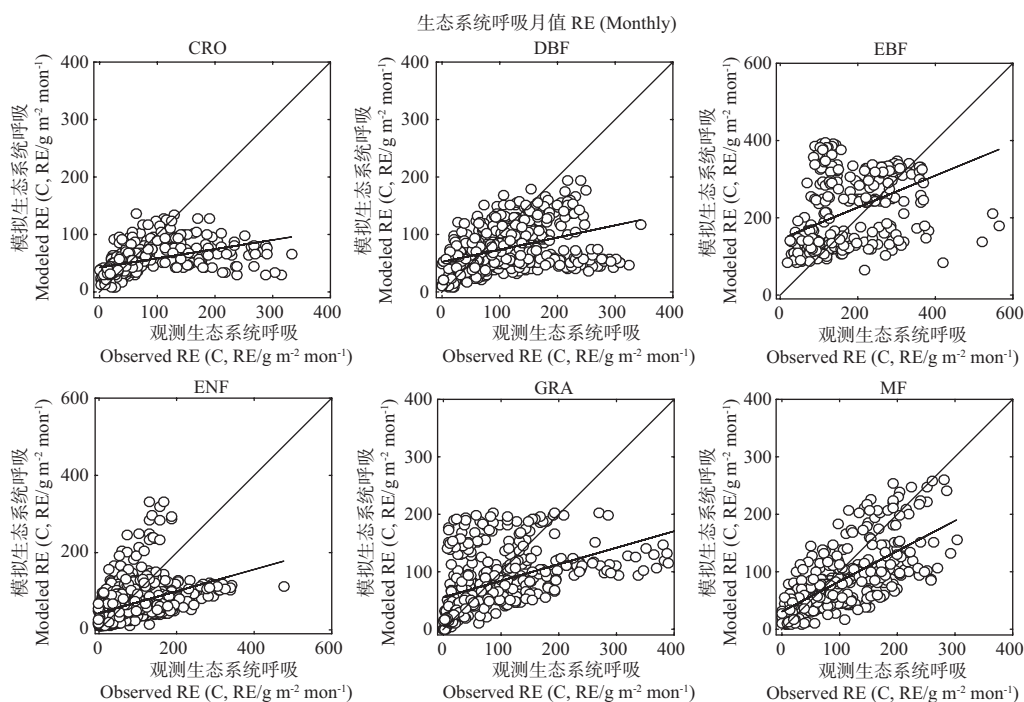 生态系统呼吸月值 RE (Monthly)
CRO
模拟生态系统呼吸
Modeled RE (C, RE/g m⁻² mon⁻¹)
400
300
200
100
0
0 100 200 300 400
观测生态系统呼吸
Observed RE (C, RE/g m⁻² mon⁻¹)
DBF
模拟生态系统呼吸
Modeled RE (C, RE/g m⁻² mon⁻¹)
400
300
200
100
0
0 100 200 300 400
观测生态系统呼吸
Observed RE (C, RE/g m⁻² mon⁻¹)
EBF
模拟生态系统呼吸
Modeled RE (C, RE/g m⁻² mon⁻¹)
600
400
200
0
0 200 400 600
观测生态系统呼吸
Observed RE (C, RE/g m⁻² mon⁻¹)
ENF
模拟生态系统呼吸
Modeled RE (C, RE/g m⁻² mon⁻¹)
600
400
200
0
0 200 400 600
观测生态系统呼吸
Observed RE (C, RE/g m⁻² mon⁻¹)
GRA
模拟生态系统呼吸
Modeled RE (C, RE/g m⁻² mon⁻¹)
400
300
200
100
0
0 100 200 300 400
观测生态系统呼吸
Observed RE (C, RE/g m⁻² mon⁻¹)
MF
模拟生态系统呼吸
Modeled RE (C, RE/g m⁻² mon⁻¹)
400
300
200
100
0
0 100 200 300 400
观测生态系统呼吸
Observed RE (C, RE/g m⁻² mon⁻¹)